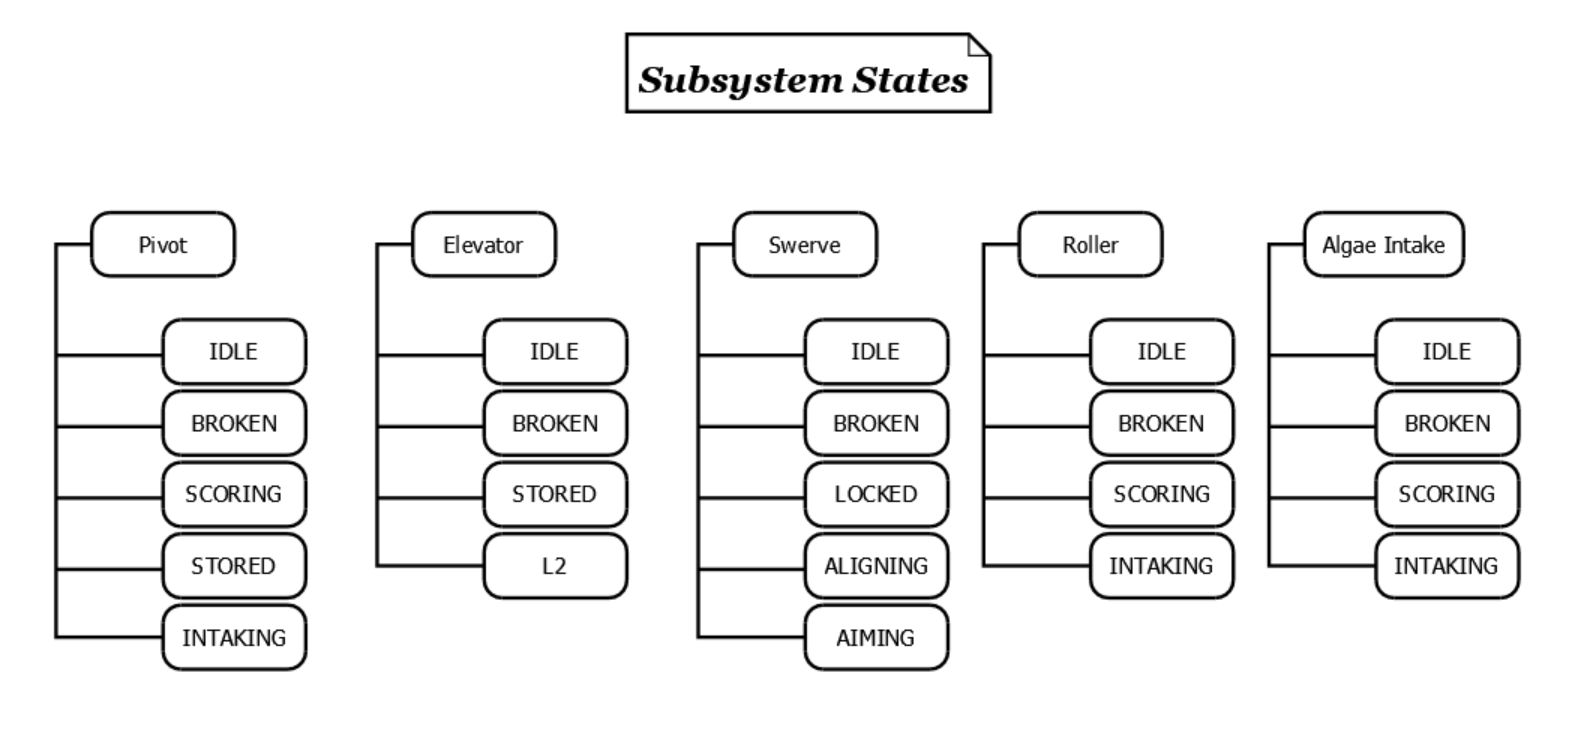 Subsystem States
Pivot
IDLE
BROKEN
SCORING
STORED
INTAKING
Elevator
IDLE
BROKEN
STORED
L2
Swerve
IDLE
BROKEN
LOCKED
ALIGNING
AIMING
Roller
IDLE
BROKEN
SCORING
INTAKING
Algae Intake
IDLE
BROKEN
SCORING
INTAKING